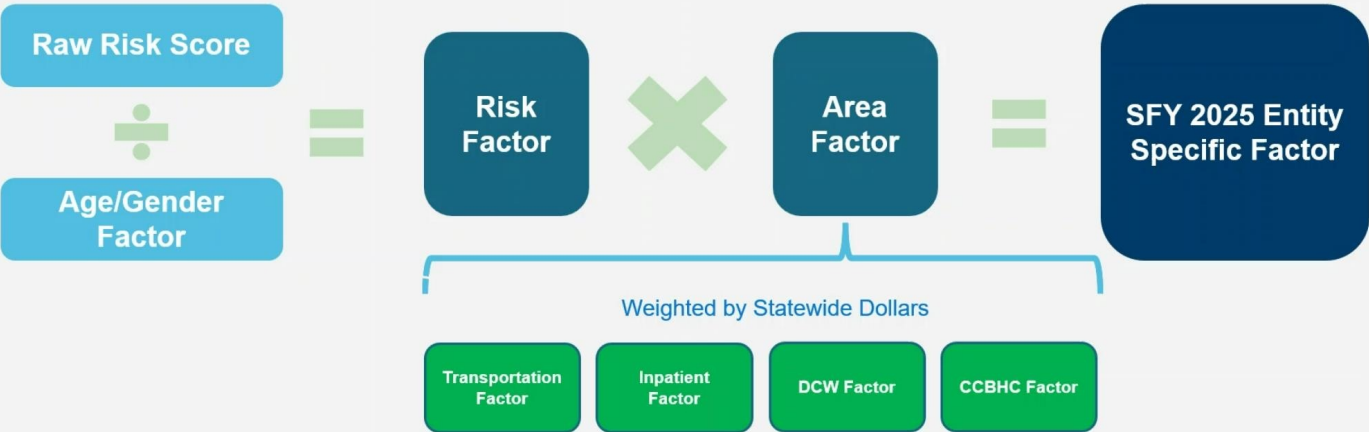 Raw Risk Score
Age/Gender
Factor
Risk
Factor
Area
Factor
SFY 2025 Entity
Specific Factor
Weighted by Statewide Dollars
Transportation
Factor
Inpatient
Factor
DCW Factor
CCBHC Factor